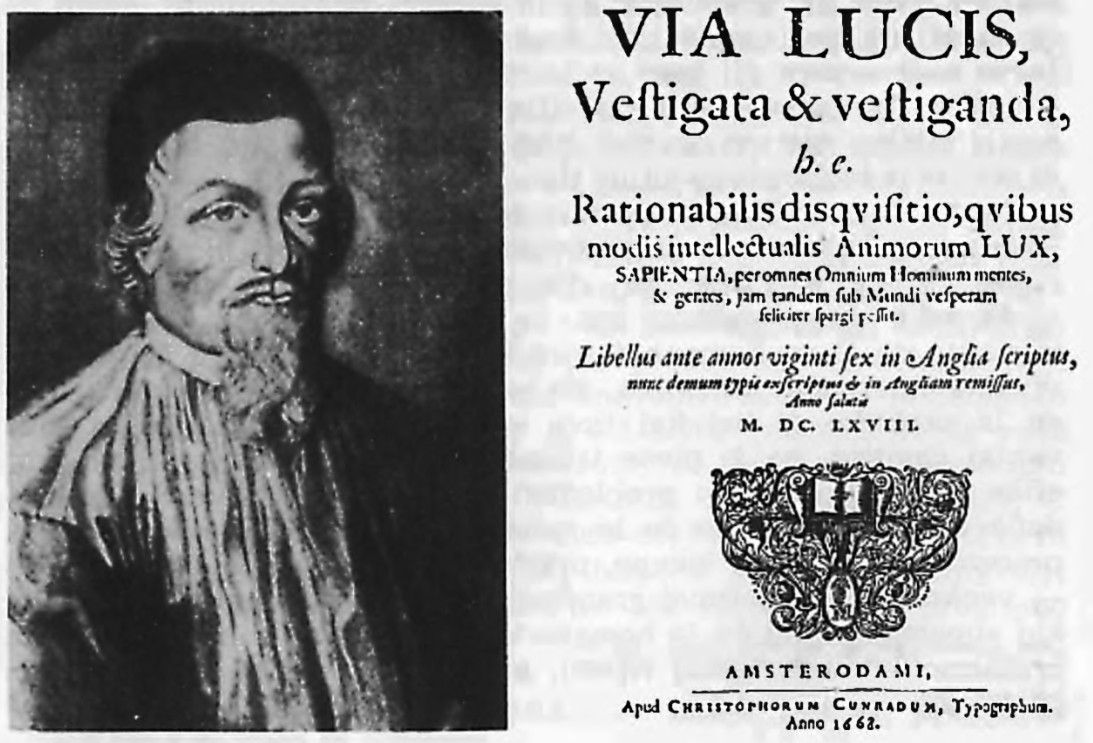 VIA LUCIS,
Veſtigata & veſtiganda,
h. e.
Rationabilis diſqviſitio, qvibus
modis intellectualis Animorum LUX,
SAPIENTIA, per omnes Omnium Hominum mentes,
& gentes, jam tandem ſub Mundi veſperam
feliciter ſpargi poſſit.
Libellus ante annos viginti ſex in Anglia ſcriptus,
nunc demum typis exſcriptus & in Angliam remiſſus,
Anno ſalutis
M. DC. LXVIII.
AMSTERODAMI,
Apud CHRISTOPHORUM CUNRADUM, Typographum.
Anno 1668.